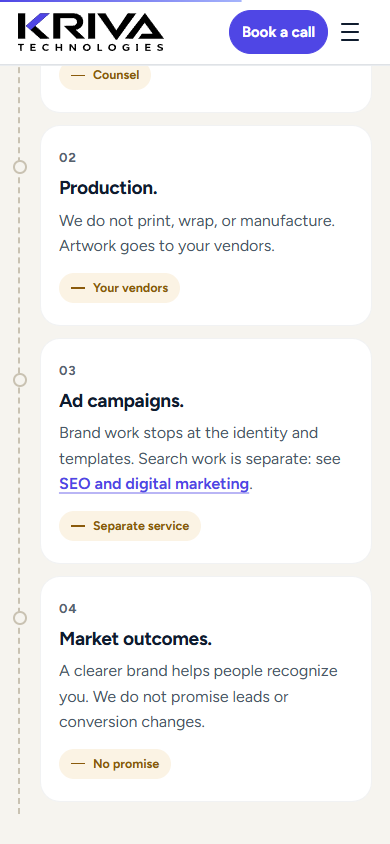 KRIVA
TECHNOLOGIES
Book a call
— Counsel
02
Production.
We do not print, wrap, or manufacture.
Artwork goes to your vendors.
— Your vendors
03
Ad campaigns.
Brand work stops at the identity and
templates. Search work is separate: see
SEO and digital marketing.
— Separate service
04
Market outcomes.
A clearer brand helps people recognize
you. We do not promise leads or
conversion changes.
— No promise